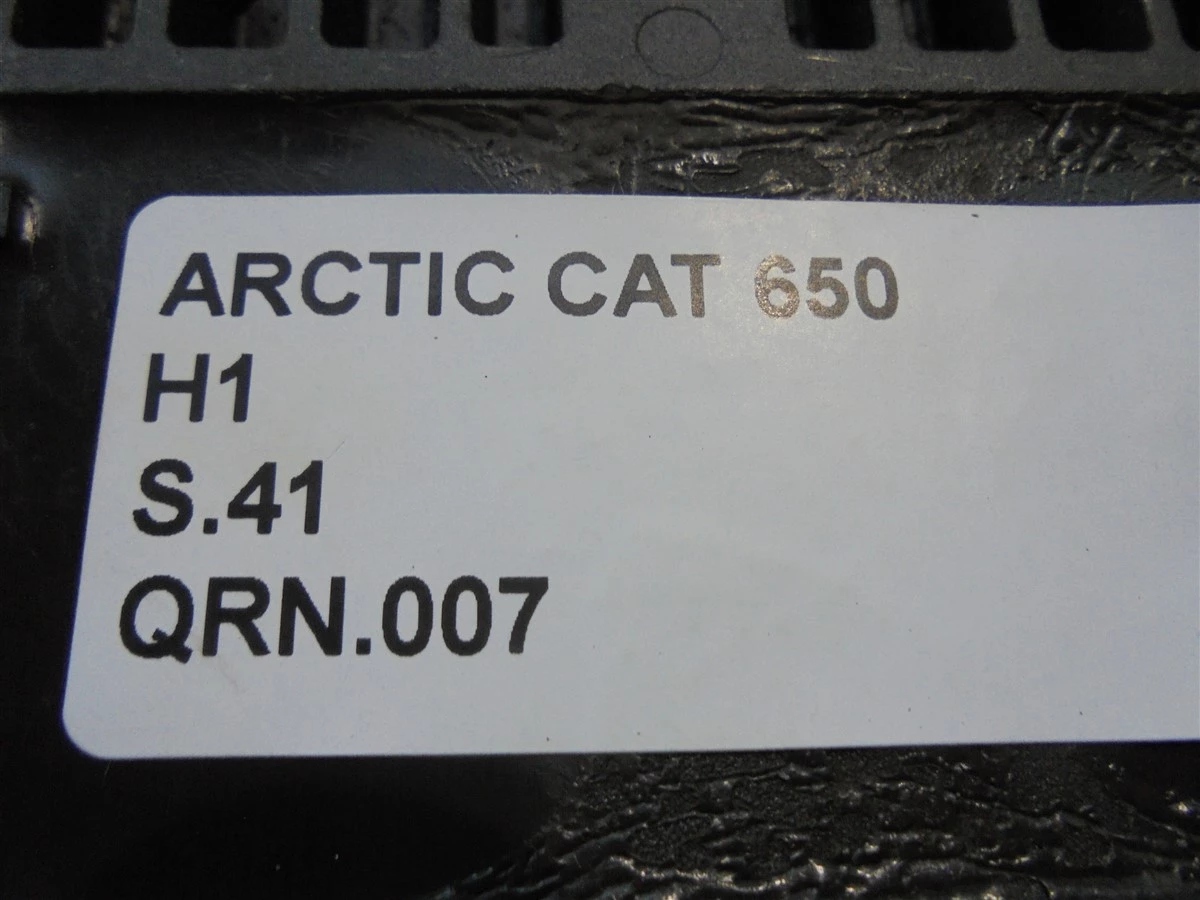 ARCTIC CAT 650
H1
S.41
QRN.007